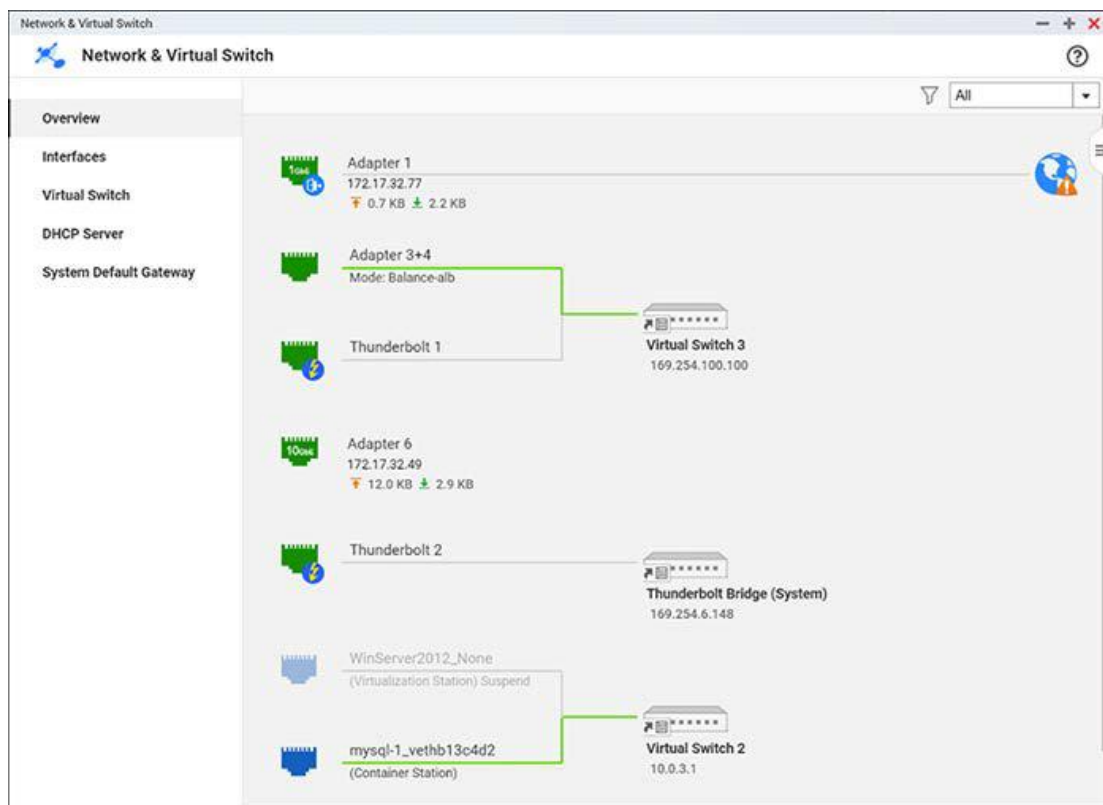 Network & Virtual Switch
Network & Virtual Switch
All
Overview
Interfaces
Virtual Switch
DHCP Server
System Default Gateway
1GbE
Adapter 1
172.17.32.77
0.7 KB 2.2 KB
Adapter 3+4
Mode: Balance-alb
Thunderbolt 1
Virtual Switch 3
169.254.100.100
10GbE
Adapter 6
172.17.32.49
12.0 KB 2.9 KB
Thunderbolt 2
Thunderbolt Bridge (System)
169.254.6.148
WinServer2012_None
(Virtualization Station) Suspend
mysql-1_vethb13c4d2
(Container Station)
Virtual Switch 2
10.0.3.1